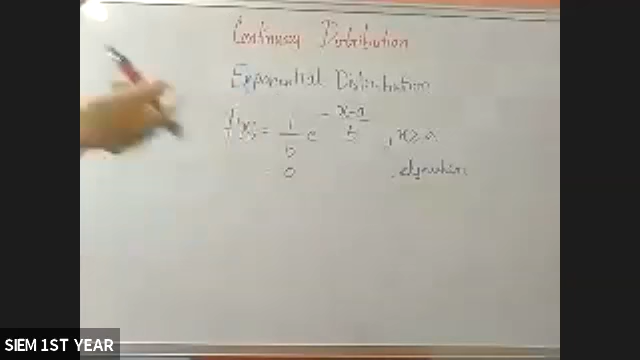 Continuous Distribution
Exponential Distribution
f(x) = 1/b e^{-(x-a)/b} , x ≥ a
= 0 , elsewhere
SIEM 1ST YEAR